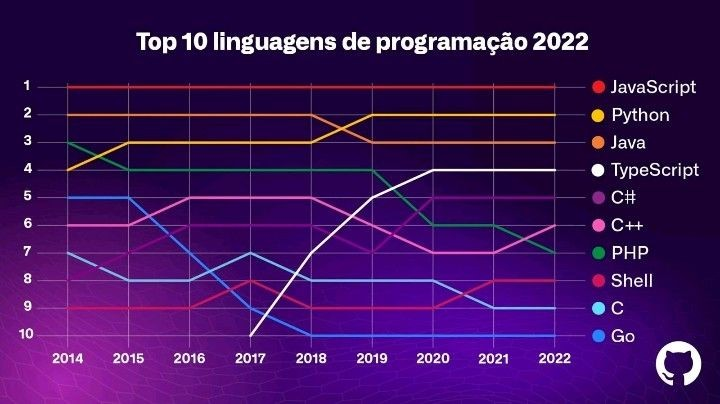 Top 10 linguagens de programação 2022
1
2
3
4
5
6
7
8
9
10
2014 2015 2016 2017 2018 2019 2020 2021 2022
JavaScript
Python
Java
TypeScript
C#
C++
PHP
Shell
C
Go